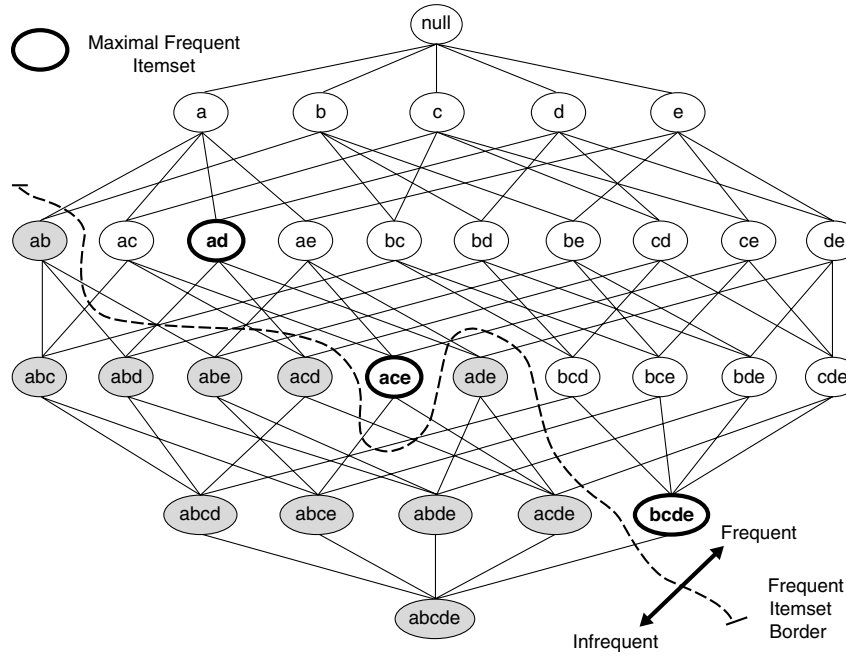 null
Maximal Frequent
Itemset
a b c d e
ab ac ad ae bc bd be cd ce de
abc abd abe acd ace ade bcd bce bde cde
abcd abce abde acde bcde
Frequent
Frequent
Itemset
Border
Infrequent
abcde